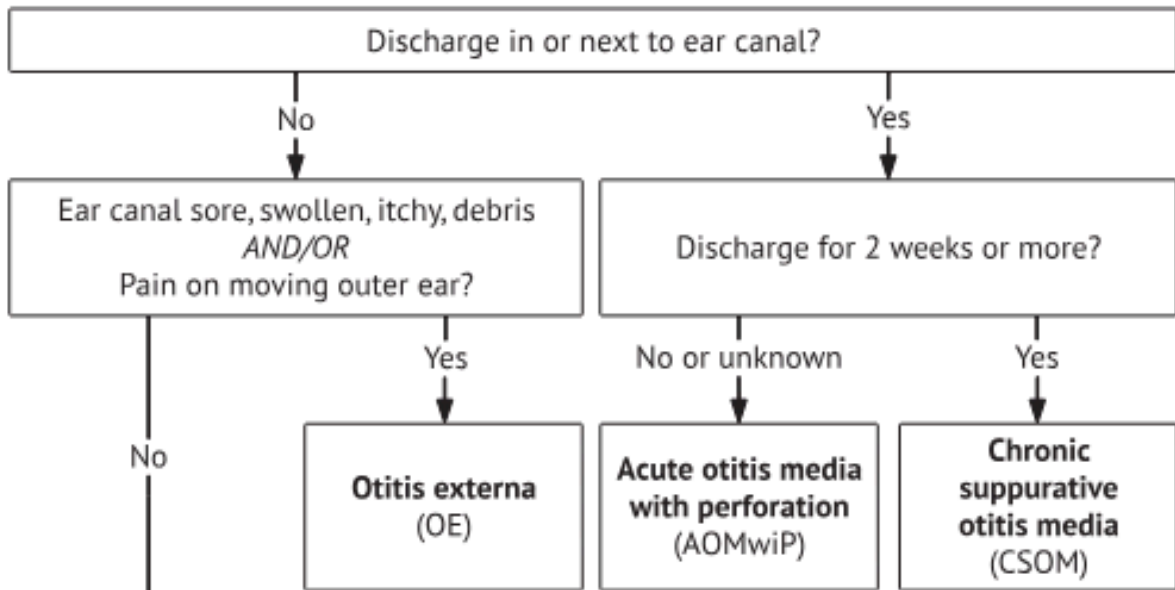 Discharge in or next to ear canal?
No
Yes
Ear canal sore, swollen, itchy, debris
AND/OR
Pain on moving outer ear?
Discharge for 2 weeks or more?
Yes
No or unknown
Yes
No
Otitis externa
(OE)
Acute otitis media
with perforation
(AOMwiP)
Chronic
suppurative
otitis media
(CSOM)